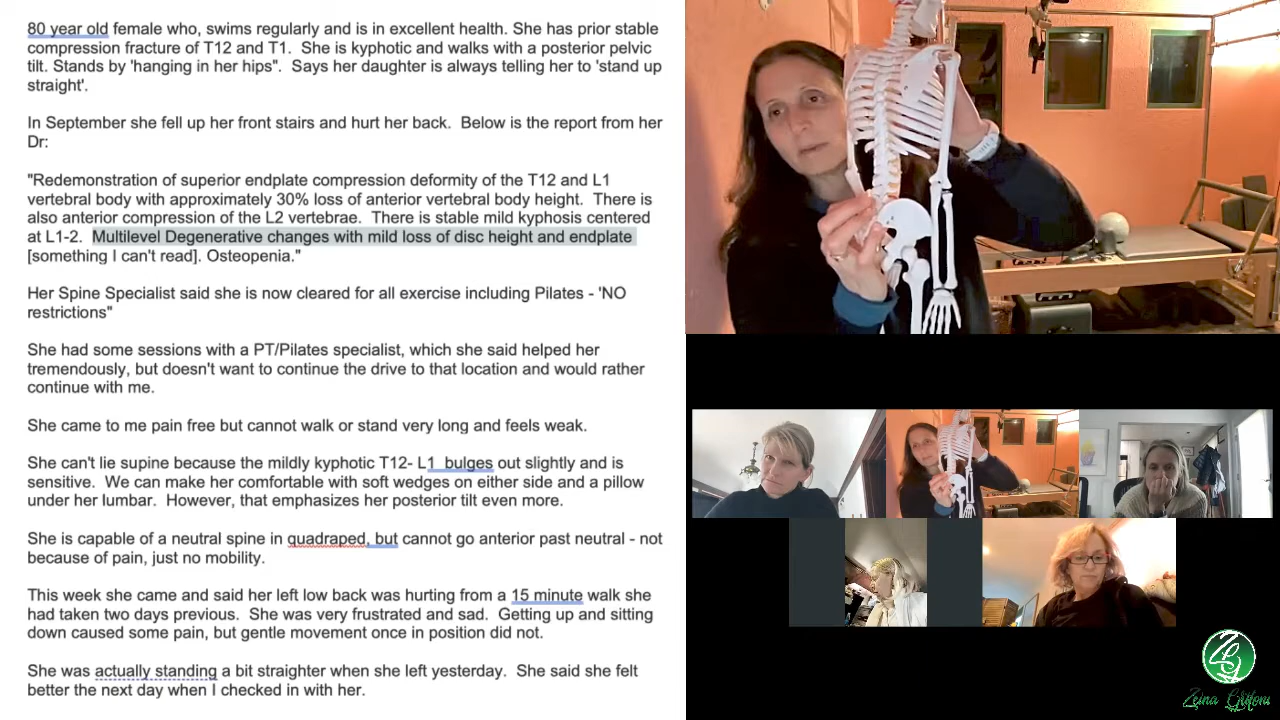 80 year old female who, swims regularly and is in excellent health. She has prior stable
compression fracture of T12 and T1.  She is kyphotic and walks with a posterior pelvic
tilt. Stands by 'hanging in her hips".  Says her daughter is always telling her to 'stand up
straight'.
In September she fell up her front stairs and hurt her back.  Below is the report from her
Dr:
"Redemonstration of superior endplate compression deformity of the T12 and L1
vertebral body with approximately 30% loss of anterior vertebral body height.  There is
also anterior compression of the L2 vertebrae.  There is stable mild kyphosis centered
at L1-2.  Multilevel Degenerative changes with mild loss of disc height and endplate
[something I can't read]. Osteopenia."
Her Spine Specialist said she is now cleared for all exercise including Pilates - 'NO
restrictions"
She had some sessions with a PT/Pilates specialist, which she said helped her
tremendously, but doesn't want to continue the drive to that location and would rather
continue with me.
She came to me pain free but cannot walk or stand very long and feels weak.
She can't lie supine because the mildly kyphotic T12- L1  bulges out slightly and is
sensitive.  We can make her comfortable with soft wedges on either side and a pillow
under her lumbar.  However, that emphasizes her posterior tilt even more.
She is capable of a neutral spine in quadraped, but cannot go anterior past neutral - not
because of pain, just no mobility.
This week she came and said her left low back was hurting from a 15 minute walk she
had taken two days previous.  She was very frustrated and sad.  Getting up and sitting
down caused some pain, but gentle movement once in position did not.
She was actually standing a bit straighter when she left yesterday.  She said she felt
better the next day when I checked in with her.
Zeina Grifoni